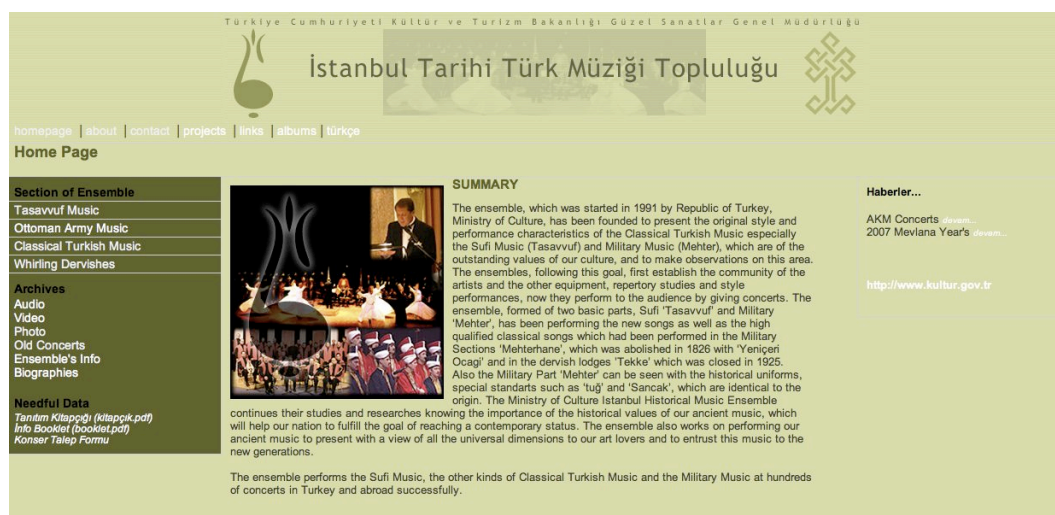 Türkiye Cumhuriyeti Kültür ve Turizm Bakanlığı Güzel Sanatlar Genel Müdürlüğü
İstanbul Tarihi Türk Müziği Topluluğu
homepage | about | contact | projects | links | albums | türkçe
Home Page
Section of Ensemble
Tasavvuf Music
Ottoman Army Music
Classical Turkish Music
Whirling Dervishes
Archives
Audio
Video
Photo
Old Concerts
Ensemble's Info
Biographies
Needful Data
Tanıtım Kitapçığı (kitapçık.pdf)
İnfo Booklet (booklet.pdf)
Konser Talep Formu
SUMMARY
The ensemble, which was started in 1991 by Republic of Turkey,
Ministry of Culture, has been founded to present the original style and
performance characteristics of the Classical Turkish Music especially
the Sufi Music (Tasavvuf) and Military Music (Mehter), which are of the
outstanding values of our culture, and to make observations on this area.
The ensembles, following this goal, first establish the community of the
artists and the other equipment, repertory studies and style
performances, now they perform to the audience by giving concerts. The
ensemble, formed of two basic parts, Sufi 'Tasavvuf' and Military
'Mehter', has been performing the new songs as well as the high
qualified classical songs which had been performed in the Military
Sections 'Mehterhane', which was abolished in 1826 with 'Yeniçeri
Ocagi' and in the dervish lodges 'Tekke' which was closed in 1925.
Also the Military Part 'Mehter' can be seen with the historical uniforms,
special standarts such as 'tuğ' and 'Sancak', which are identical to the
origin. The Ministry of Culture Istanbul Historical Music Ensemble
continues their studies and researches knowing the importance of the historical values of our ancient music, which
will help our nation to fulfill the goal of reaching a contemporary status. The ensemble also works on performing our
ancient music to present with a view of all the universal dimensions to our art lovers and to entrust this music to the
new generations.
The ensemble performs the Sufi Music, the other kinds of Classical Turkish Music and the Military Music at hundreds
of concerts in Turkey and abroad successfully.
Haberler...
AKM Concerts devam...
2007 Mevlana Year's devam...
http://www.kultur.gov.tr